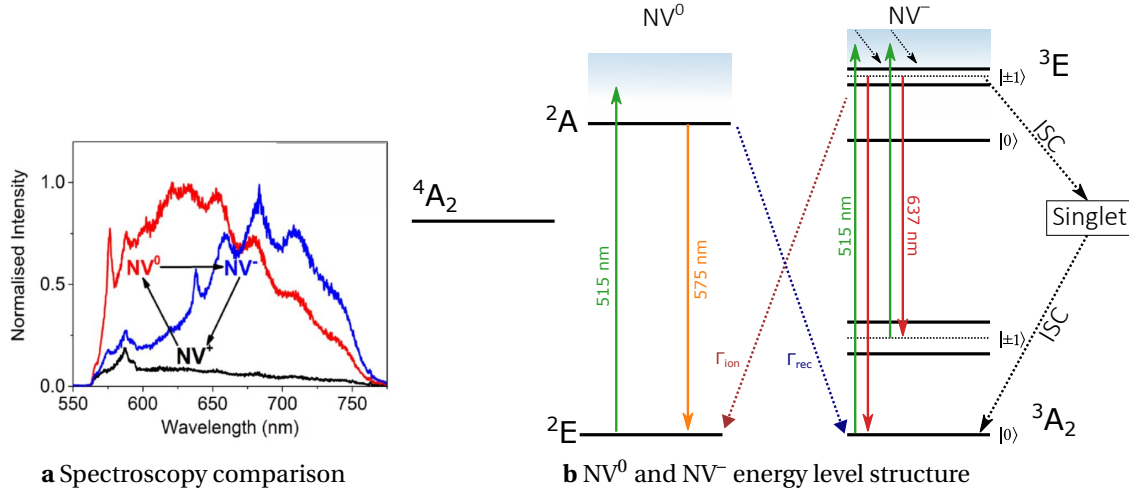 1.0
0.5
0.0
Normalised Intensity
NV⁰
NV⁻
NV⁺
550 600 650 700 750
Wavelength (nm)
a Spectroscopy comparison
NV⁰
²A
⁴A₂
515 nm
575 nm
²E
Γion
Γrec
NV⁻
³E
|±1⟩
|0⟩
ISC
Singlet
515 nm
637 nm
|±1⟩
ISC
³A₂
|0⟩
b NV⁰ and NV⁻ energy level structure